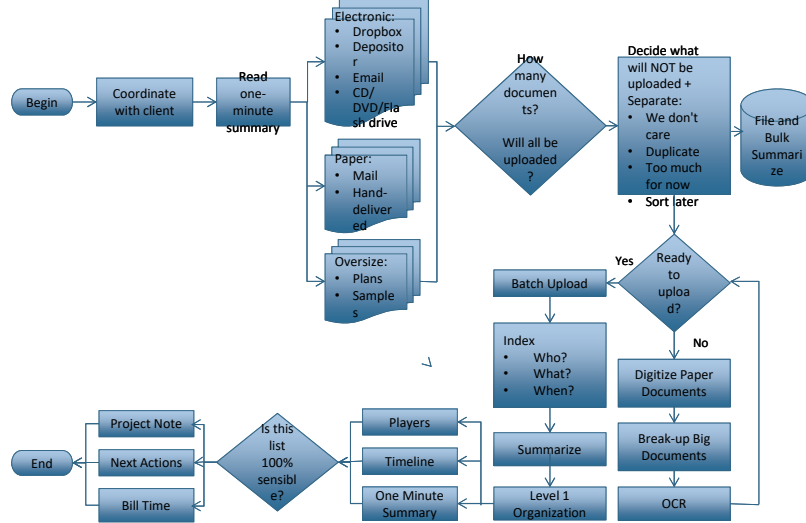 Begin
Coordinate
with client
Read
one-
minute
summary
Electronic:
• Dropbox
• Deposito
r
• Email
• CD/
DVD/Fla
sh drive
Paper:
• Mail
• Hand-
deliver
ed
Oversize:
• Plans
• Sample
s
How
many
documen
ts?
Will all be
uploaded
?
Decide what
will NOT be
uploaded +
Separate:
• We don't
care
• Duplicate
• Too much
for now
• Sort later
File and
Bulk
Summari
ze
Ready
to
uploa
d?
Yes
No
Batch Upload
Index
• Who?
• What?
• When?
Summarize
Level 1
Organization
Digitize Paper
Documents
Break-up Big
Documents
OCR
Players
Timeline
One Minute
Summary
Is this
list
100%
sensibl
e?
Project Note
Next Actions
Bill Time
End